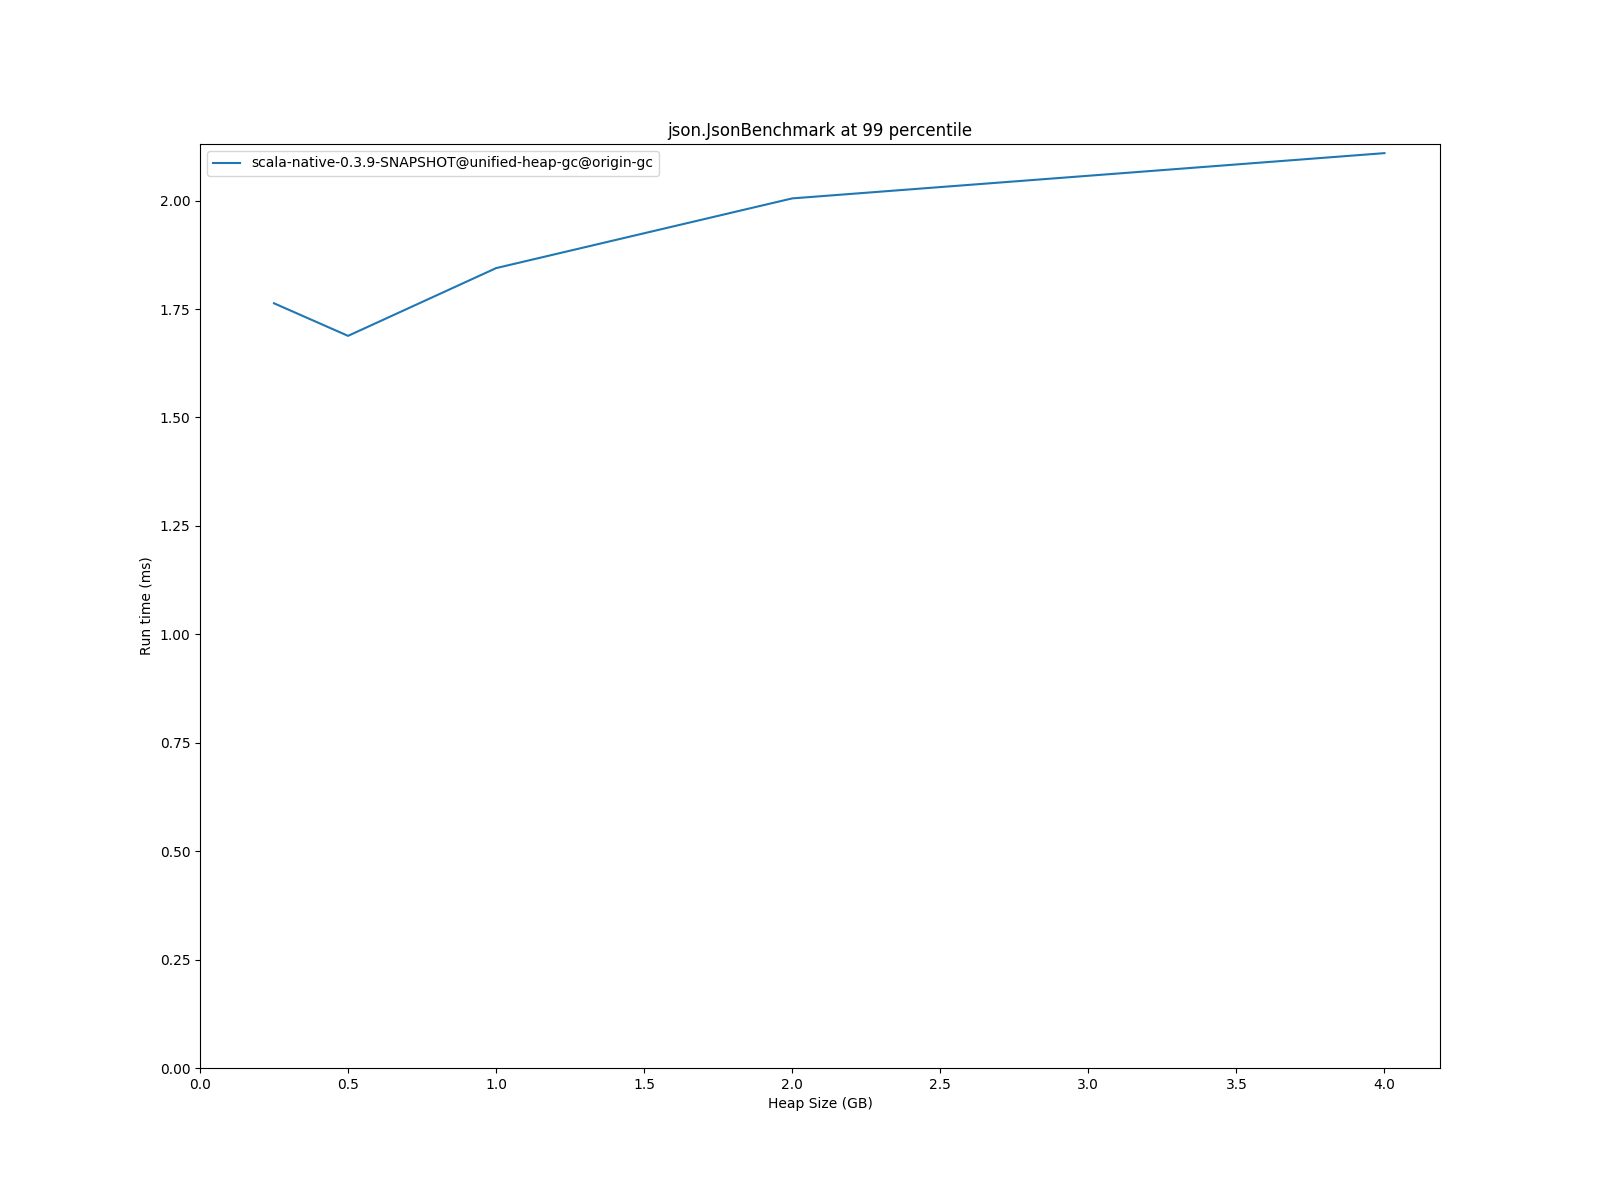 json.JsonBenchmark at 99 percentile
scala-native-0.3.9-SNAPSHOT@unified-heap-gc@origin-gc
2.00
1.75
1.50
1.25
1.00
0.75
0.50
0.25
0.00
Run time (ms)
0.0 0.5 1.0 1.5 2.0 2.5 3.0 3.5 4.0
Heap Size (GB)